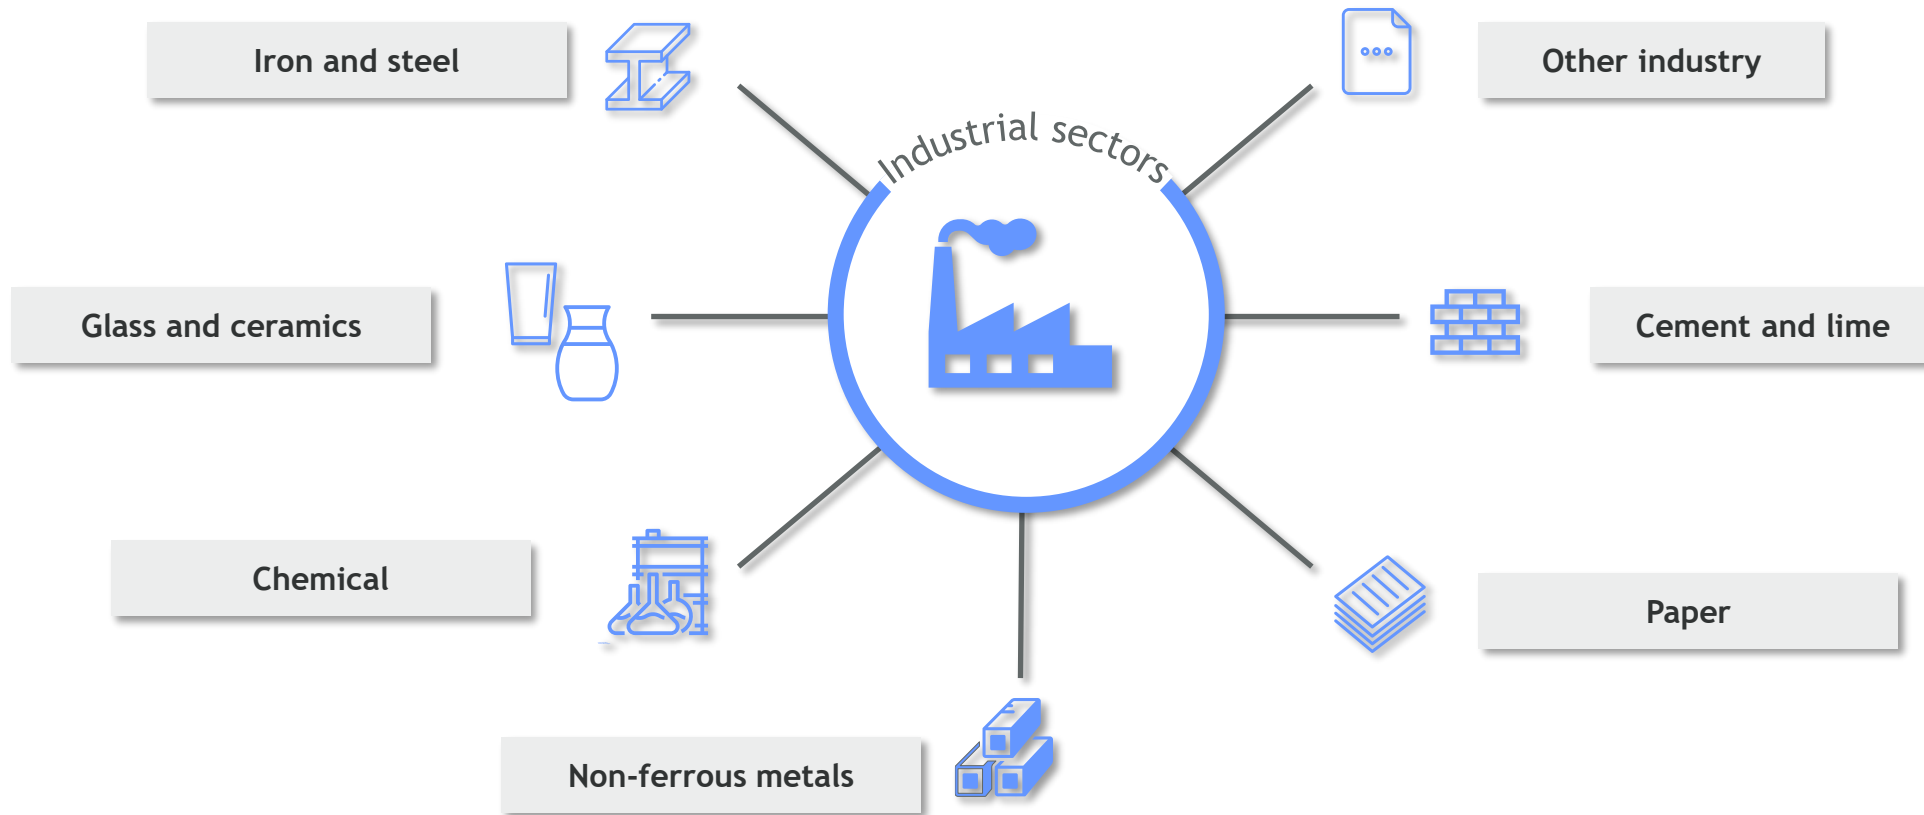 Iron and steel
Other industry
Industrial sectors
Glass and ceramics
Cement and lime
Chemical
Paper
Non-ferrous metals